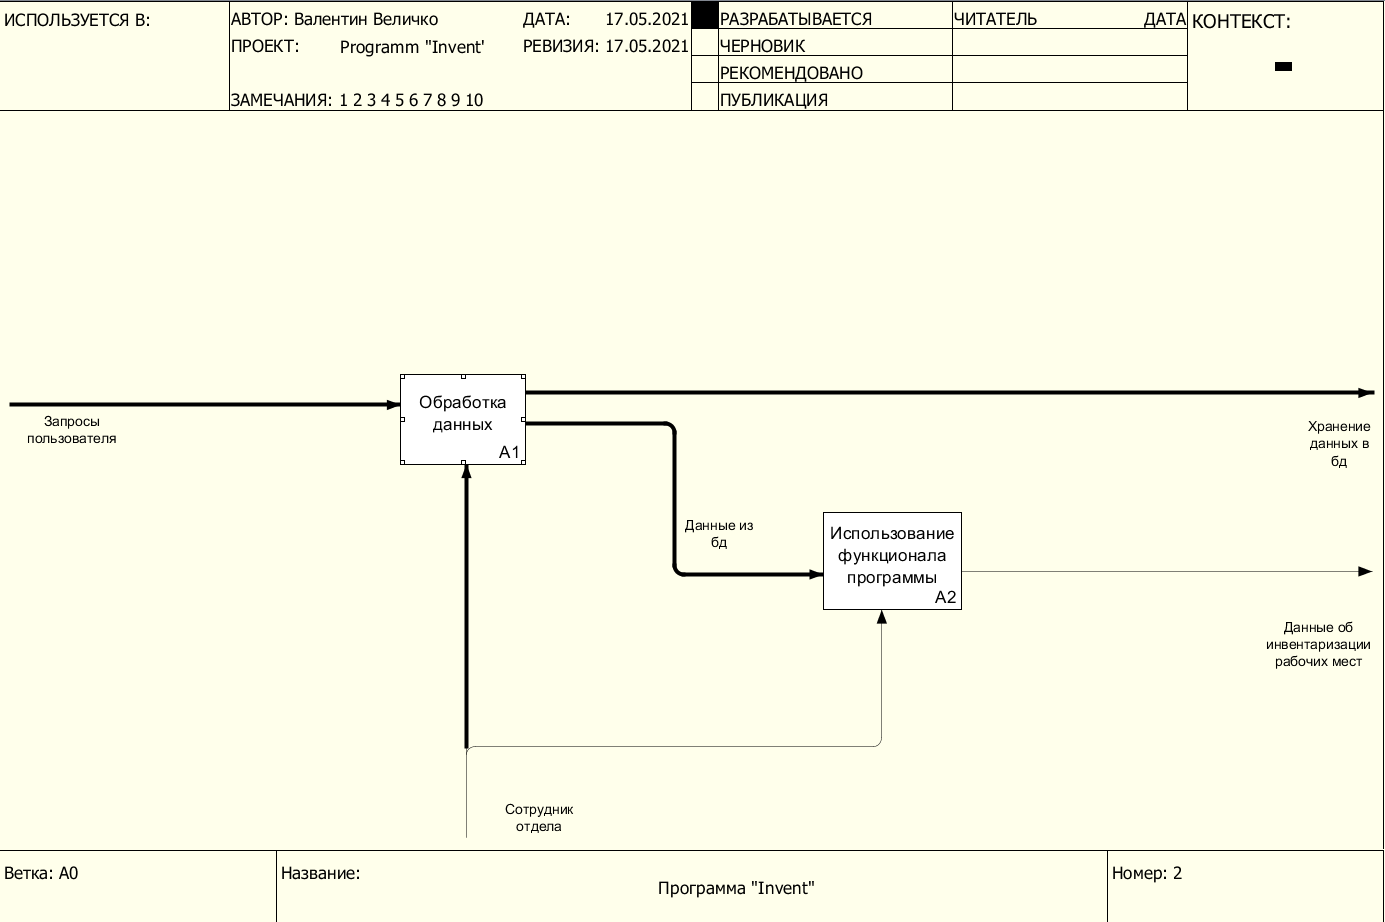 ИСПОЛЬЗУЕТСЯ В:
АВТОР: Валентин Величко
ДАТА: 17.05.2021
ПРОЕКТ: Programm "Invent'
РЕВИЗИЯ: 17.05.2021
ЗАМЕЧАНИЯ: 1 2 3 4 5 6 7 8 9 10
РАЗРАБАТЫВАЕТСЯ
ЧЕРНОВИК
РЕКОМЕНДОВАНО
ПУБЛИКАЦИЯ
ЧИТАТЕЛЬ
ДАТА
КОНТЕКСТ:
Запросы
пользователя
Обработка
данных
A1
Хранение
данных в
бд
Данные из
бд
Использование
функционала
программы
A2
Данные об
инвентаризации
рабочих мест
Сотрудник
отдела
Ветка: A0
Название:
Программа "Invent"
Номер: 2